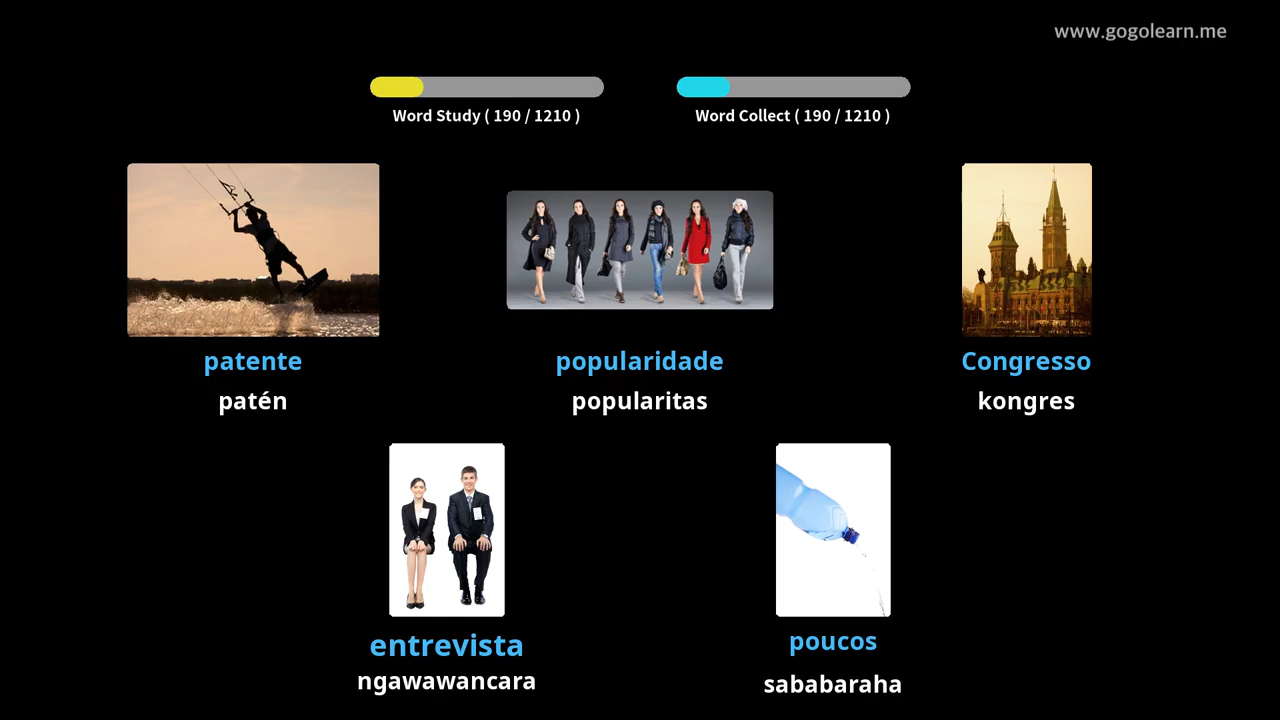 www.gogolearn.me
Word Study ( 190 / 1210 )
Word Collect ( 190 / 1210 )
patente
patén
popularidade
popularitas
Congresso
kongres
entrevista
ngawawancara
poucos
sababaraha